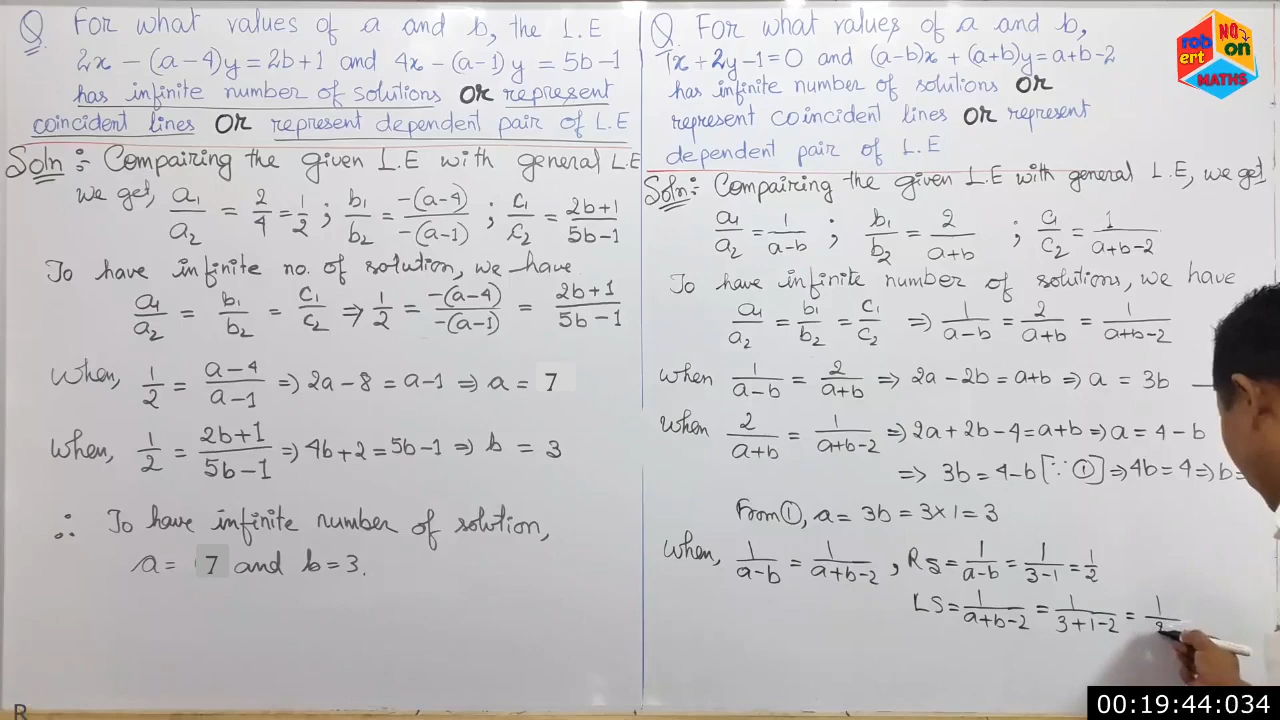 Q. For what values of a and b, the L.E
2x - (a-4)y = 2b+1 and 4x - (a-1)y = 5b-1
has infinite number of solutions OR represent
coincident lines OR represent dependent pair of L.E
Soln:- Compairing the given L.E with general L.E
we get, a₁/a₂ = 2/4 = 1/2 ; b₁/b₂ = -(a-4)/-(a-1) ; c₁/c₂ = 2b+1/5b-1
To have infinite no. of solution, we have
a₁/a₂ = b₁/b₂ = c₁/c₂ ⇒ 1/2 = -(a-4)/-(a-1) = 2b+1/5b-1
When, 1/2 = a-4/a-1 ⇒ 2a-8 = a-1 ⇒ a = 7
When, 1/2 = 2b+1/5b-1 ⇒ 4b+2 = 5b-1 ⇒ b = 3
∴ To have infinite number of solution,
a = 7 and b = 3.
R
Q. For what values of a and b,
x + 2y - 1 = 0 and (a-b)x + (a+b)y = a+b-2
has infinite number of solutions OR
represent coincident lines OR represent
dependent pair of L.E
Soln:- Compairing the given L.E with general L.E, we get
a₁/a₂ = 1/a-b ; b₁/b₂ = 2/a+b ; c₁/c₂ = 1/a+b-2
To have infinite number of solutions, we have
a₁/a₂ = b₁/b₂ = c₁/c₂ ⇒ 1/a-b = 2/a+b = 1/a+b-2
When 1/a-b = 2/a+b ⇒ 2a-2b = a+b ⇒ a = 3b
When 2/a+b = 1/a+b-2 ⇒ 2a+2b-4 = a+b ⇒ a = 4-b
⇒ 3b = 4-b [∵ ①] ⇒ 4b = 4 ⇒ b =
From ①, a = 3b = 3×1 = 3
When, 1/a-b = 1/a+b-2 , RS = 1/a-b = 1/3-1 = 1/2
LS = 1/a+b-2 = 1/3+1-2 = 1/2
robert
NO on
MATHS
00:19:44:034